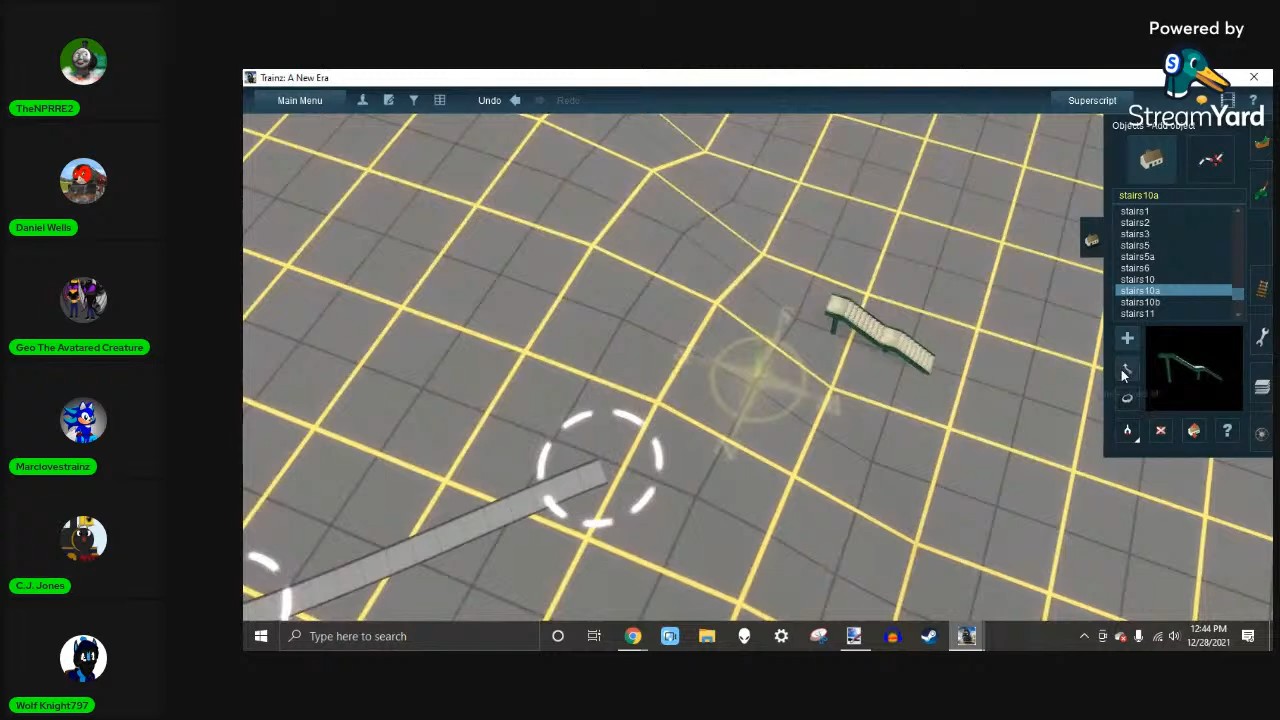 Powered by
StreamYard
TheNPRRE2
Daniel Wells
Geo The Avatared Creature
Marclovestrainz
C.J. Jones
Wolf Knight797
Trainz: A New Era
Main Menu
Undo
Redo
Superscript
?
Objects - Add object
stairs10a
stairs1
stairs2
stairs3
stairs5
stairs5a
stairs6
stairs10
stairs10a
stairs10b
stairs11
?
Type here to search
12:44 PM
12/28/2021